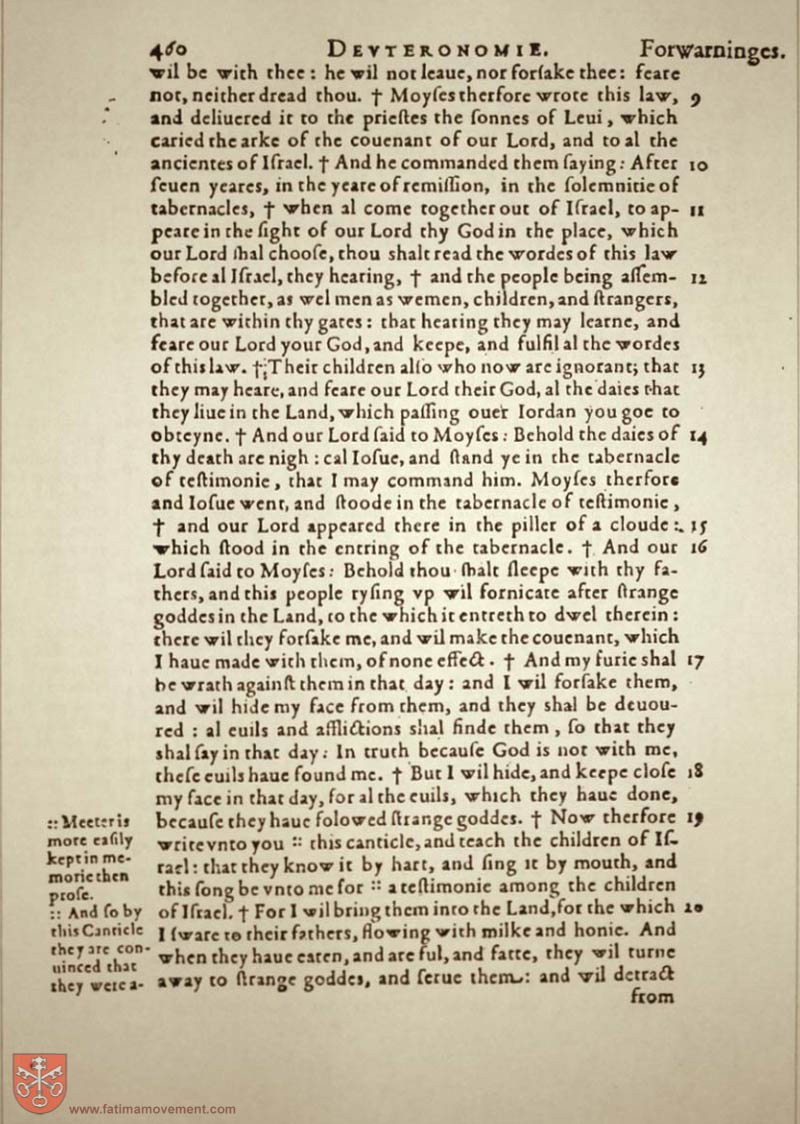 460 DEVTERONOMIE. Forwarninges.
wil be with thee: he wil not leaue, nor forſake thee: feare
not, neither dread thou. † Moyſes therfore wrote this law, 9
and deliuered it to the prieſtes the ſonnes of Leui, which
caried the arke of the couenant of our Lord, and to al the
ancientes of Iſrael. † And he commanded them ſaying: After 10
ſeuen yeares, in the yeare of remiſſion, in the ſolemnitie of
tabernacles, † when al come together out of Iſrael, to ap- 11
peare in the ſight of our Lord thy God in the place, which
our Lord ſhal chooſe, thou shalt read the wordes of this law
before al Iſrael, they hearing, † and the people being aſſem- 12
bled together, as wel men as wemen, children, and ſtrangers,
that are within thy gates: that hearing they may learne, and
feare our Lord your God, and keepe, and fulfil al the wordes
of this law. † Their children alſo who now are ignorant; that 13
they may heare, and feare our Lord their God, al the daies that
they liue in the Land, which paſſing ouer Iordan you goe to
obteyne. † And our Lord ſaid to Moyſes: Behold the daies of 14
thy death are nigh: cal Ioſue, and ſtand ye in the tabernacle
of teſtimonie, that I may command him. Moyſes therfore
and Ioſue went, and ſtoode in the tabernacle of teſtimonie,
† and our Lord appeared there in the piller of a cloude: 15
which ſtood in the entring of the tabernacle. † And our 16
Lord ſaid to Moyſes: Behold thou ſhalt ſleepe with thy fa-
thers, and this people ryſing vp wil fornicate after ſtrange
goddes in the Land, to the which it entreth to dwel therein:
there wil they forſake me, and wil make the couenant, which
I haue made with them, of none effect. † And my furie shal 17
be wrath againſt them in that day: and I wil forſake them,
and wil hide my face from them, and they shal be deuou-
red: al euils and afflictions shal finde them, ſo that they
shal ſay in that day: In truth becauſe God is not with me,
theſe euils haue found me. † But I wil hide, and keepe cloſe 18
my face in that day, for al the euils, which they haue done,
becauſe they haue folowed ſtrange goddes. † Now therfore 19
write vnto you :: this canticle, and teach the children of Iſ-
rael: that they know it by hart, and ſing it by mouth, and
this ſong be vnto me for :: a teſtimonie among the children
of Iſrael. † For I wil bring them into the Land, for the which 20
I ſware to their fathers, flowing with milke and honie. And
when they haue eaten, and are ful, and fatte, they wil turne
away to ſtrange goddes, and ſerue them: and wil detract
from
:: Meeter is
more eaſily
kept in me-
morie then
proſe.
:: And ſo by
this Canticle
they are con-
uinced that
they were a-
www.fatimamovement.com